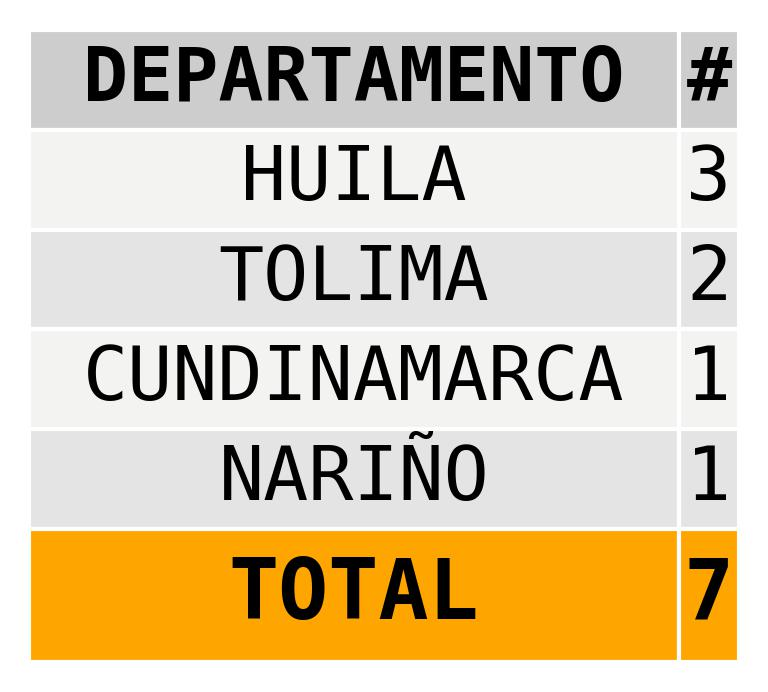 DEPARTAMENTO #
HUILA 3
TOLIMA 2
CUNDINAMARCA 1
NARIÑO 1
TOTAL 7